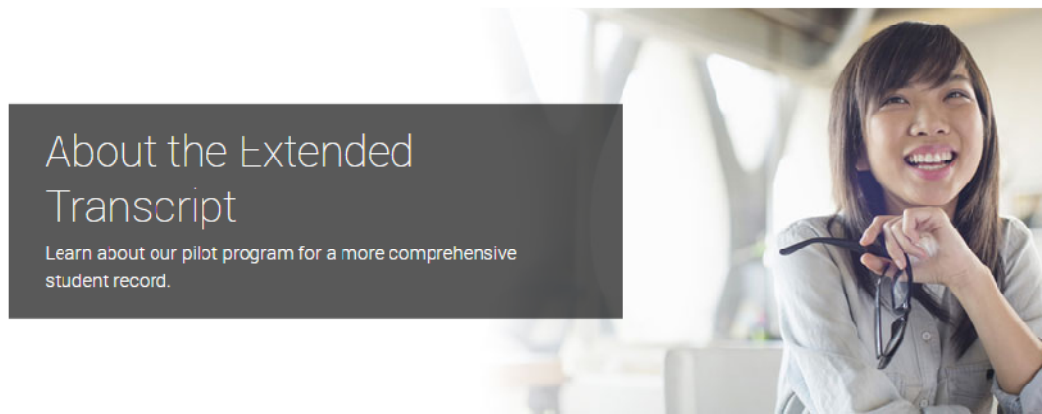 About the Extended
Transcript
Learn about our pilot program for a more comprehensive
student record.